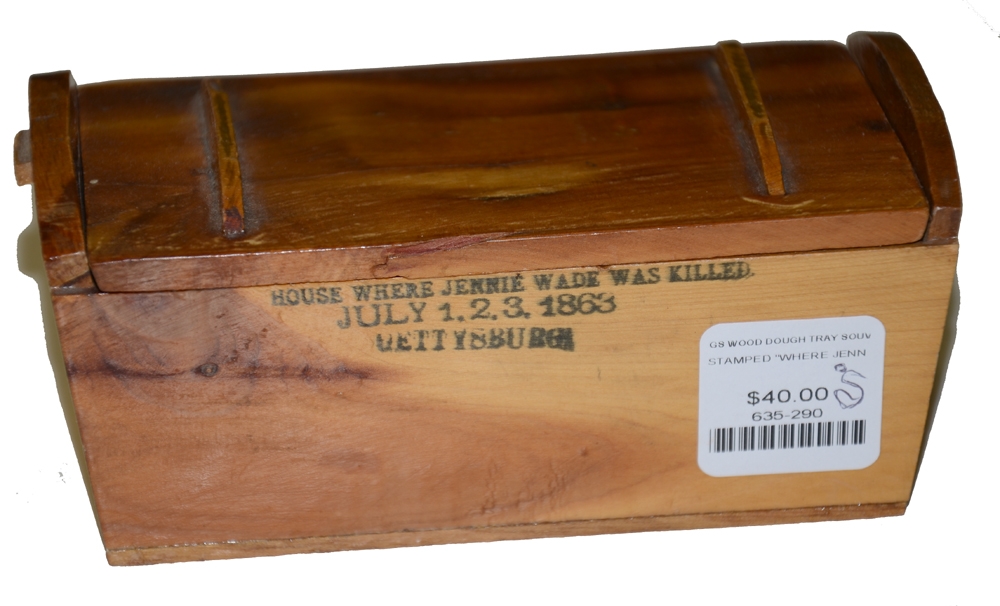 HOUSE WHERE JENNIE WADE WAS KILLED.
JULY 1, 2, 3, 1863
GETTYSBURG
GS WOOD DOUGH TRAY SOUV
STAMPED "WHERE JENN
$40.00
635-290